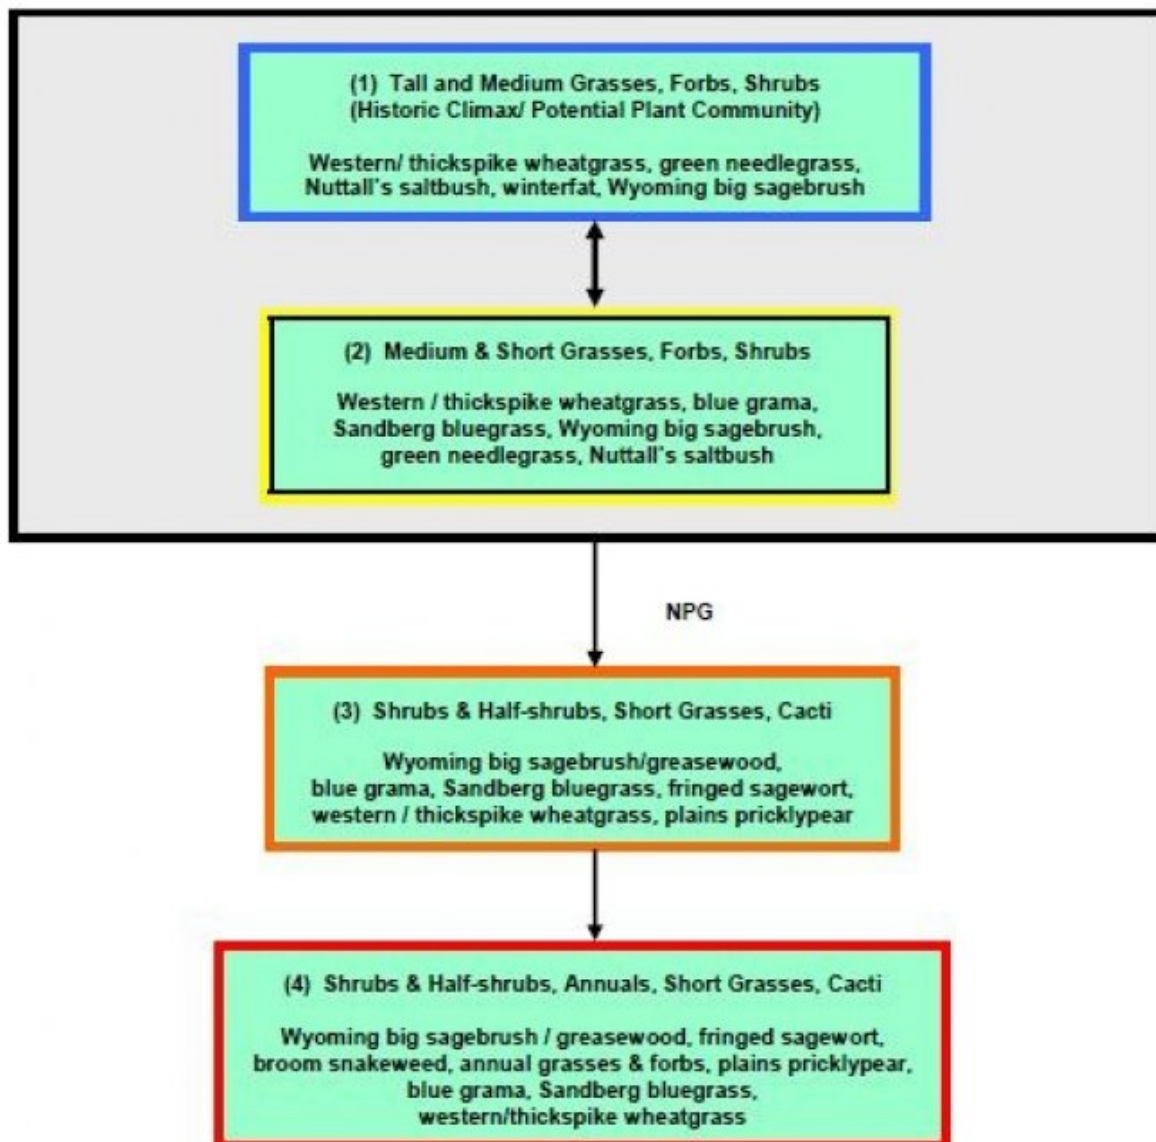 (1) Tall and Medium Grasses, Forbs, Shrubs
(Historic Climax/ Potential Plant Community)
Western/ thickspike wheatgrass, green needlegrass,
Nuttall's saltbush, winterfat, Wyoming big sagebrush
(2) Medium & Short Grasses, Forbs, Shrubs
Western / thickspike wheatgrass, blue grama,
Sandberg bluegrass, Wyoming big sagebrush,
green needlegrass, Nuttall's saltbush
NPG
(3) Shrubs & Half-shrubs, Short Grasses, Cacti
Wyoming big sagebrush/greasewood,
blue grama, Sandberg bluegrass, fringed sagewort,
western / thickspike wheatgrass, plains pricklypear
(4) Shrubs & Half-shrubs, Annuals, Short Grasses, Cacti
Wyoming big sagebrush / greasewood, fringed sagewort,
broom snakeweed, annual grasses & forbs, plains pricklypear,
blue grama, Sandberg bluegrass,
western/thickspike wheatgrass